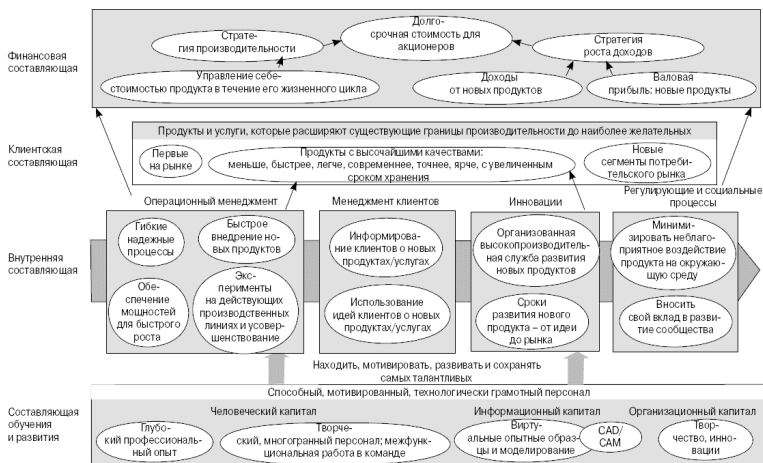 Финансовая
составляющая
Долго-
срочная стоимость для
акционеров
Страте-
гия производительности
Стратегия
роста доходов
Управление себе-
стоимостью продукта в течение его жизненного цикла
Доходы
от новых продуктов
Валовая
прибыль: новые продукты
Клиентская
составляющая
Продукты и услуги, которые расширяют существующие границы производительности до наиболее желательных
Первые
на рынке
Продукты с высочайшими качествами:
меньше, быстрее, легче, современнее, точнее, ярче, с увеличенным
сроком хранения
Новые
сегменты потреби-
тельского рынка
Внутренняя
составляющая
Операционный менеджмент
Гибкие
надежные
процессы
Быстрое
внедрение но-
вых продуктов
Обе-
спечение
мощностей
для быстрого
роста
Экс-
перименты
на действующих
производственных
линиях и усовер-
шенствование
Менеджмент клиентов
Информирова-
ние клиентов о новых
продуктах/услугах
Использование
идей клиентов о новых
продуктах/услугах
Инновации
Организованная
высокопроизводитель-
ная служба развития
новых продуктов
Сроки
развития нового
продукта – от идеи
до рынка
Регулирующие и социальные
процессы
Миними-
зировать неблаго-
приятное воздействие
продукта на окружаю-
щую среду
Вносить
свой вклад в разви-
тие сообщества
Находить, мотивировать, развивать и сохранять
самых талантливых
Составляющая
обучения
и развития
Способный, мотивированный, технологически грамотный персонал
Человеческий капитал
Глубо-
кий профессиональ-
ный опыт
Творче-
ский, многогранный персонал; межфунк-
циональная работа в команде
Информационный капитал
Вирту-
альные опытные образ-
цы и моделирование
CAD/
CAM
Организационный капитал
Твор-
чество, инно-
вации